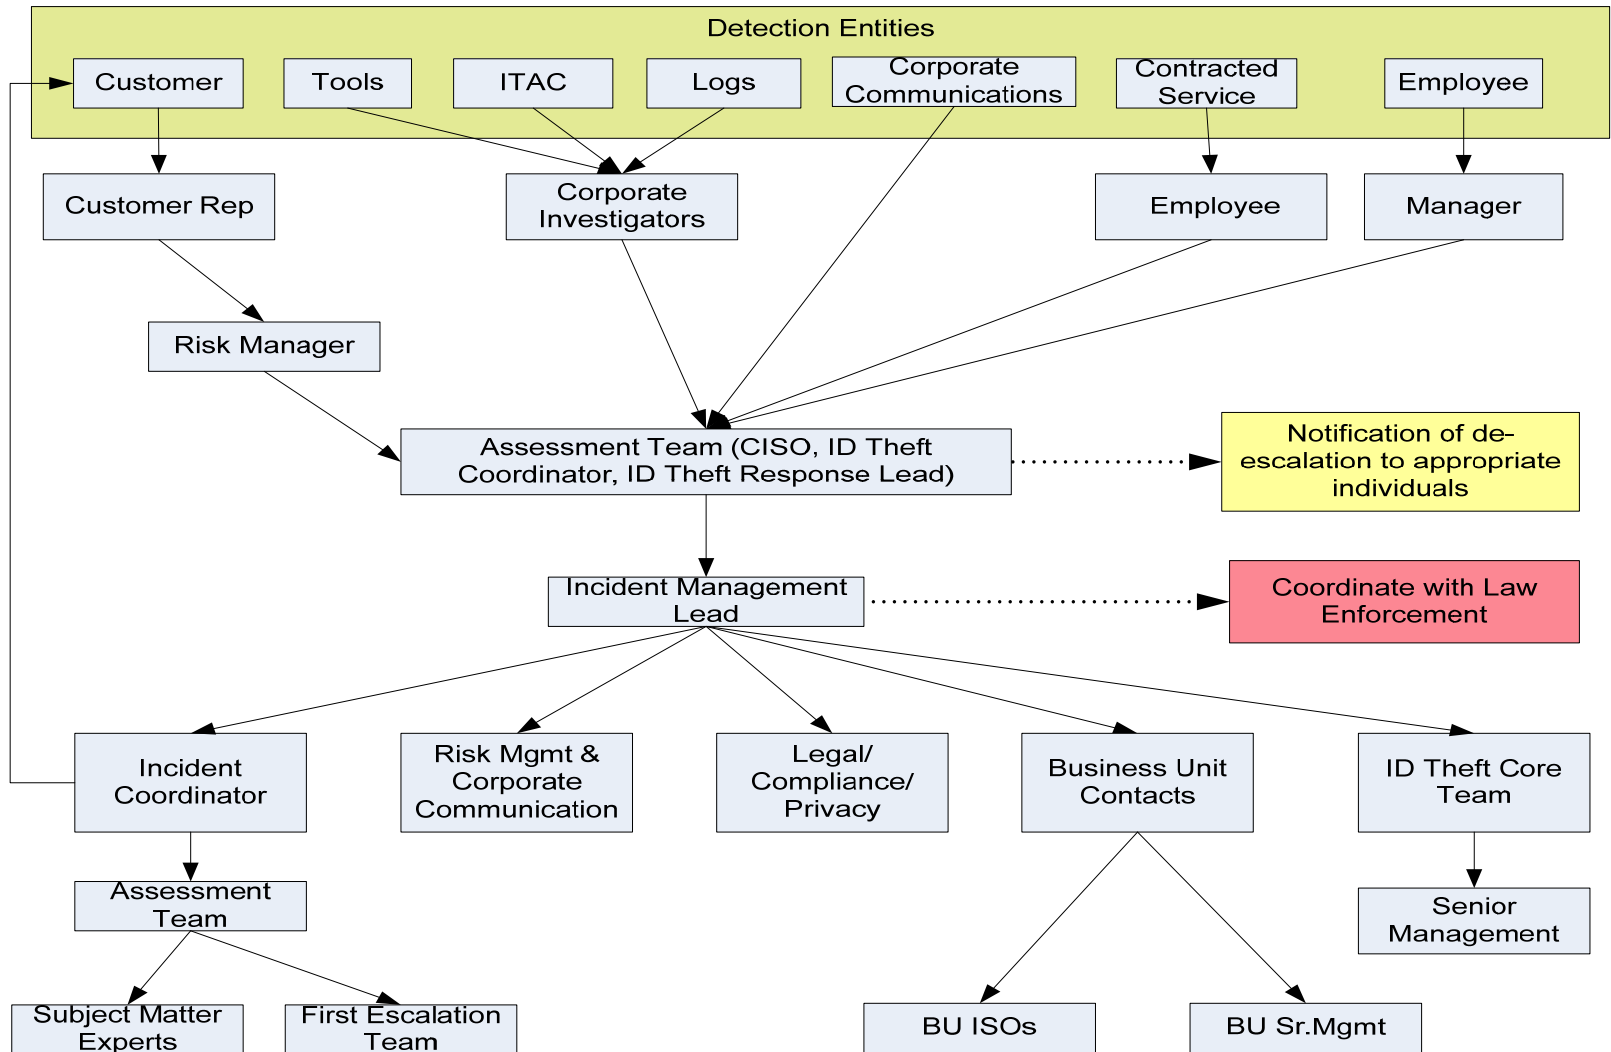 Detection Entities
Customer
Tools
ITAC
Logs
Corporate
Communications
Contracted
Service
Employee
Customer Rep
Corporate
Investigators
Employee
Manager
Risk Manager
Assessment Team (CISO, ID Theft
Coordinator, ID Theft Response Lead)
Notification of de-
escalation to appropriate
individuals
Incident Management
Lead
Coordinate with Law
Enforcement
Incident
Coordinator
Risk Mgmt &
Corporate
Communication
Legal/
Compliance/
Privacy
Business Unit
Contacts
ID Theft Core
Team
Assessment
Team
Senior
Management
Subject Matter
Experts
First Escalation
Team
BU ISOs
BU Sr.Mgmt